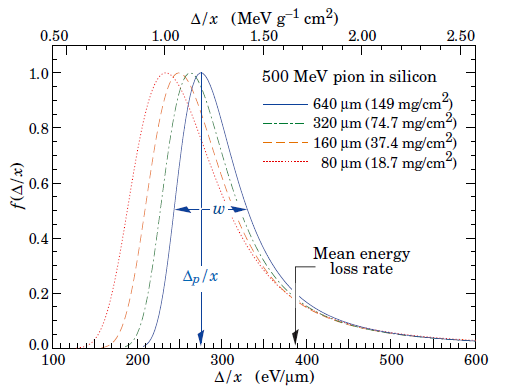 Δ/x (MeV g⁻¹ cm²)
0.50 1.00 1.50 2.00 2.50
500 MeV pion in silicon
640 µm (149 mg/cm²)
320 µm (74.7 mg/cm²)
160 µm (37.4 mg/cm²)
80 µm (18.7 mg/cm²)
1.0
0.8
0.6
0.4
0.2
0.0
f(Δ/x)
w
Δₚ/x
Mean energy
loss rate
100 200 300 400 500 600
Δ/x (eV/µm)